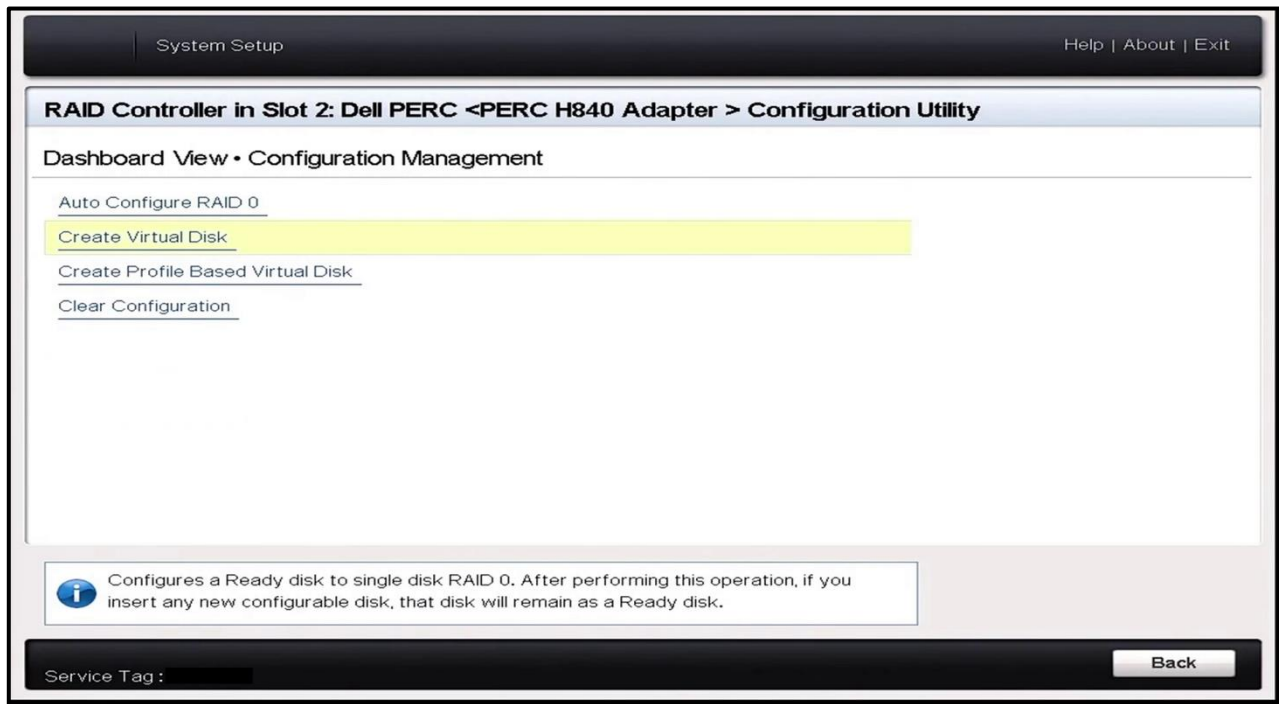 System Setup
Help | About | Exit
RAID Controller in Slot 2: Dell PERC <PERC H840 Adapter > Configuration Utility
Dashboard View • Configuration Management
Auto Configure RAID 0
Create Virtual Disk
Create Profile Based Virtual Disk
Clear Configuration
Configures a Ready disk to single disk RAID 0. After performing this operation, if you
insert any new configurable disk, that disk will remain as a Ready disk.
Service Tag :
Back